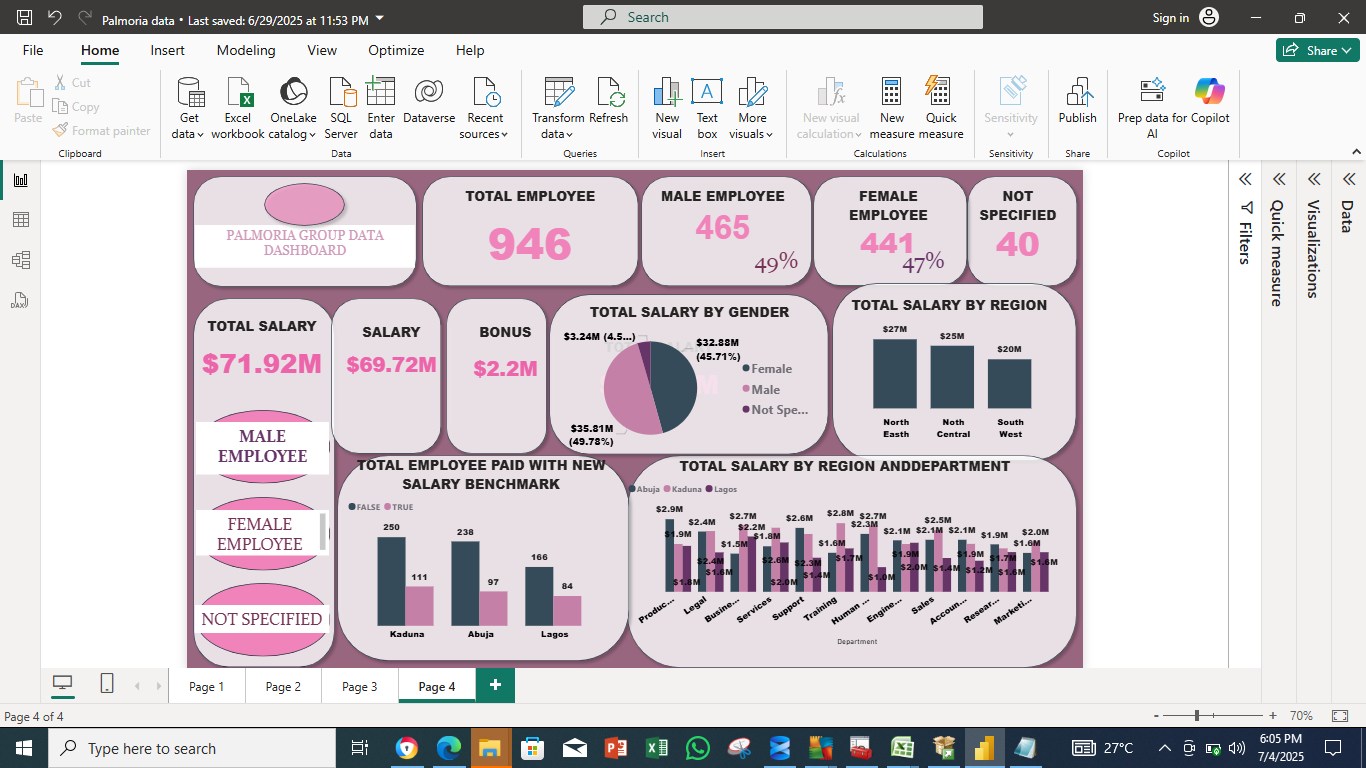 Palmoria data • Last saved: 6/29/2025 at 11:53 PM
Search
Sign in
File
Home
Insert
Modeling
View
Optimize
Help
Share
Paste
Cut
Copy
Format painter
Clipboard
Get data
Excel workbook
OneLake catalog
SQL Server
Enter data
Dataverse
Recent sources
Data
Transform data
Refresh
Queries
New visual
Text box
More visuals
Insert
New visual calculation
New measure
Quick measure
Calculations
Sensitivity
Sensitivity
Publish
Share
Prep data for AI
Copilot
Copilot
PALMORIA GROUP DATA
DASHBOARD
TOTAL EMPLOYEE
946
MALE EMPLOYEE
465
49%
FEMALE
EMPLOYEE
441
47%
NOT
SPECIFIED
40
TOTAL SALARY
$71.92M
SALARY
$69.72M
BONUS
$2.2M
TOTAL SALARY BY GENDER
$3.24M (4.5...)
$32.88M
(45.71%)
$35.81M
(49.78%)
Female
Male
Not Spe...
TOTAL SALARY BY REGION
$27M
$25M
$20M
North
Easth
Noth
Central
South
West
MALE
EMPLOYEE
FEMALE
EMPLOYEE
NOT SPECIFIED
TOTAL EMPLOYEE PAID WITH NEW
SALARY BENCHMARK
FALSE
TRUE
250
111
238
97
166
84
Kaduna
Abuja
Lagos
TOTAL SALARY BY REGION ANDDEPARTMENT
Abuja
Kaduna
Lagos
$2.9M
$1.9M
$1.8M
$2.4M
$2.4M
$1.6M
$1.5M
$2.7M
$2.2M
$1.8M
$2.6M
$2.0M
$2.6M
$2.3M
$1.4M
$1.6M
$2.8M
$1.7M
$2.3M
$2.7M
$1.0M
$2.1M
$1.9M
$2.0M
$2.1M
$2.5M
$1.4M
$2.1M
$1.9M
$1.2M
$1.9M
$1.7M
$1.6M
$1.6M
$2.0M
$1.6M
Produc...
Legal
Busine...
Services
Support
Training
Human ...
Engine...
Sales
Accoun...
Resear...
Marketi...
Department
Filters
Quick measure
Visualizations
Data
Page 1
Page 2
Page 3
Page 4
Page 4 of 4
70%
Type here to search
27°C
6:05 PM
7/4/2025